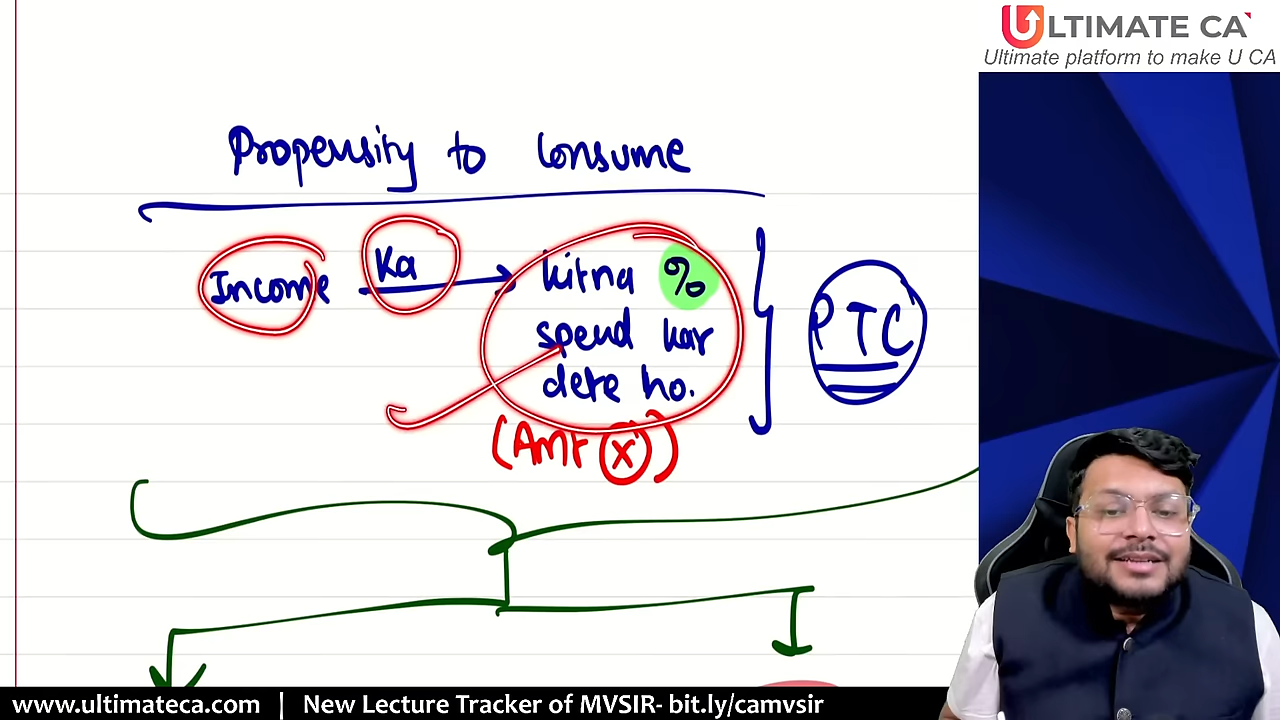 ULTIMATE CA
Ultimate platform to make U CA
Propensity to Consume
Income Ka → kitna %
spend kar
dete ho.
(Amt (x))
PTC
www.ultimateca.com | New Lecture Tracker of MVSIR- bit.ly/camvsir